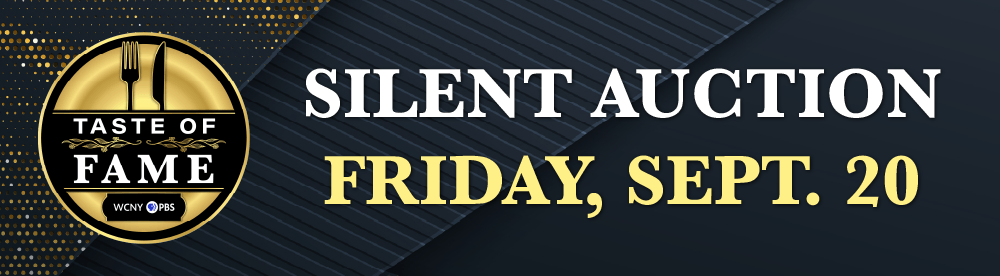 TASTE OF
FAME
WCNY PBS
SILENT AUCTION
FRIDAY, SEPT. 20